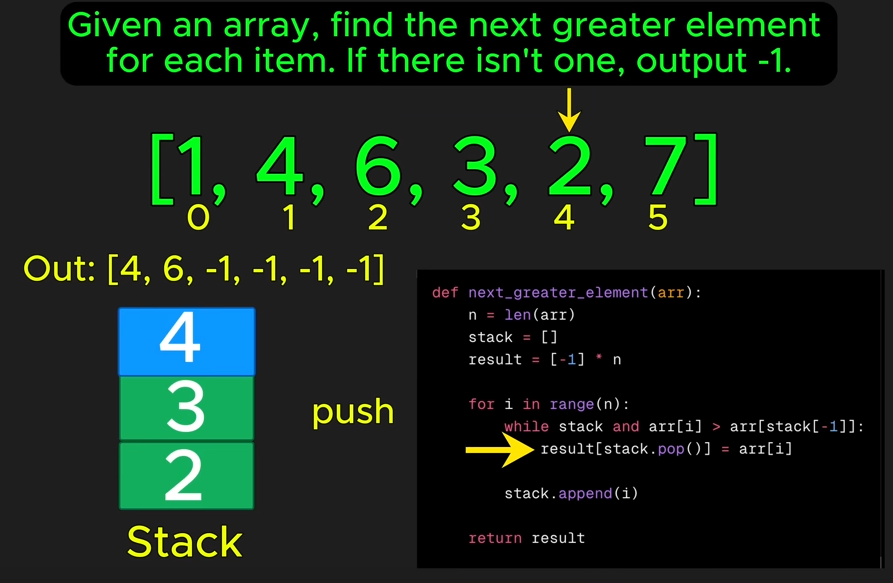 Given an array, find the next greater element
for each item. If there isn't one, output -1.
[1, 4, 6, 3, 2, 7]
0 1 2 3 4 5
Out: [4, 6, -1, -1, -1, -1]
4
3
2
push
Stack
def next_greater_element(arr):
    n = len(arr)
    stack = []
    result = [-1] * n

    for i in range(n):
        while stack and arr[i] > arr[stack[-1]]:
            result[stack.pop()] = arr[i]

        stack.append(i)

    return result